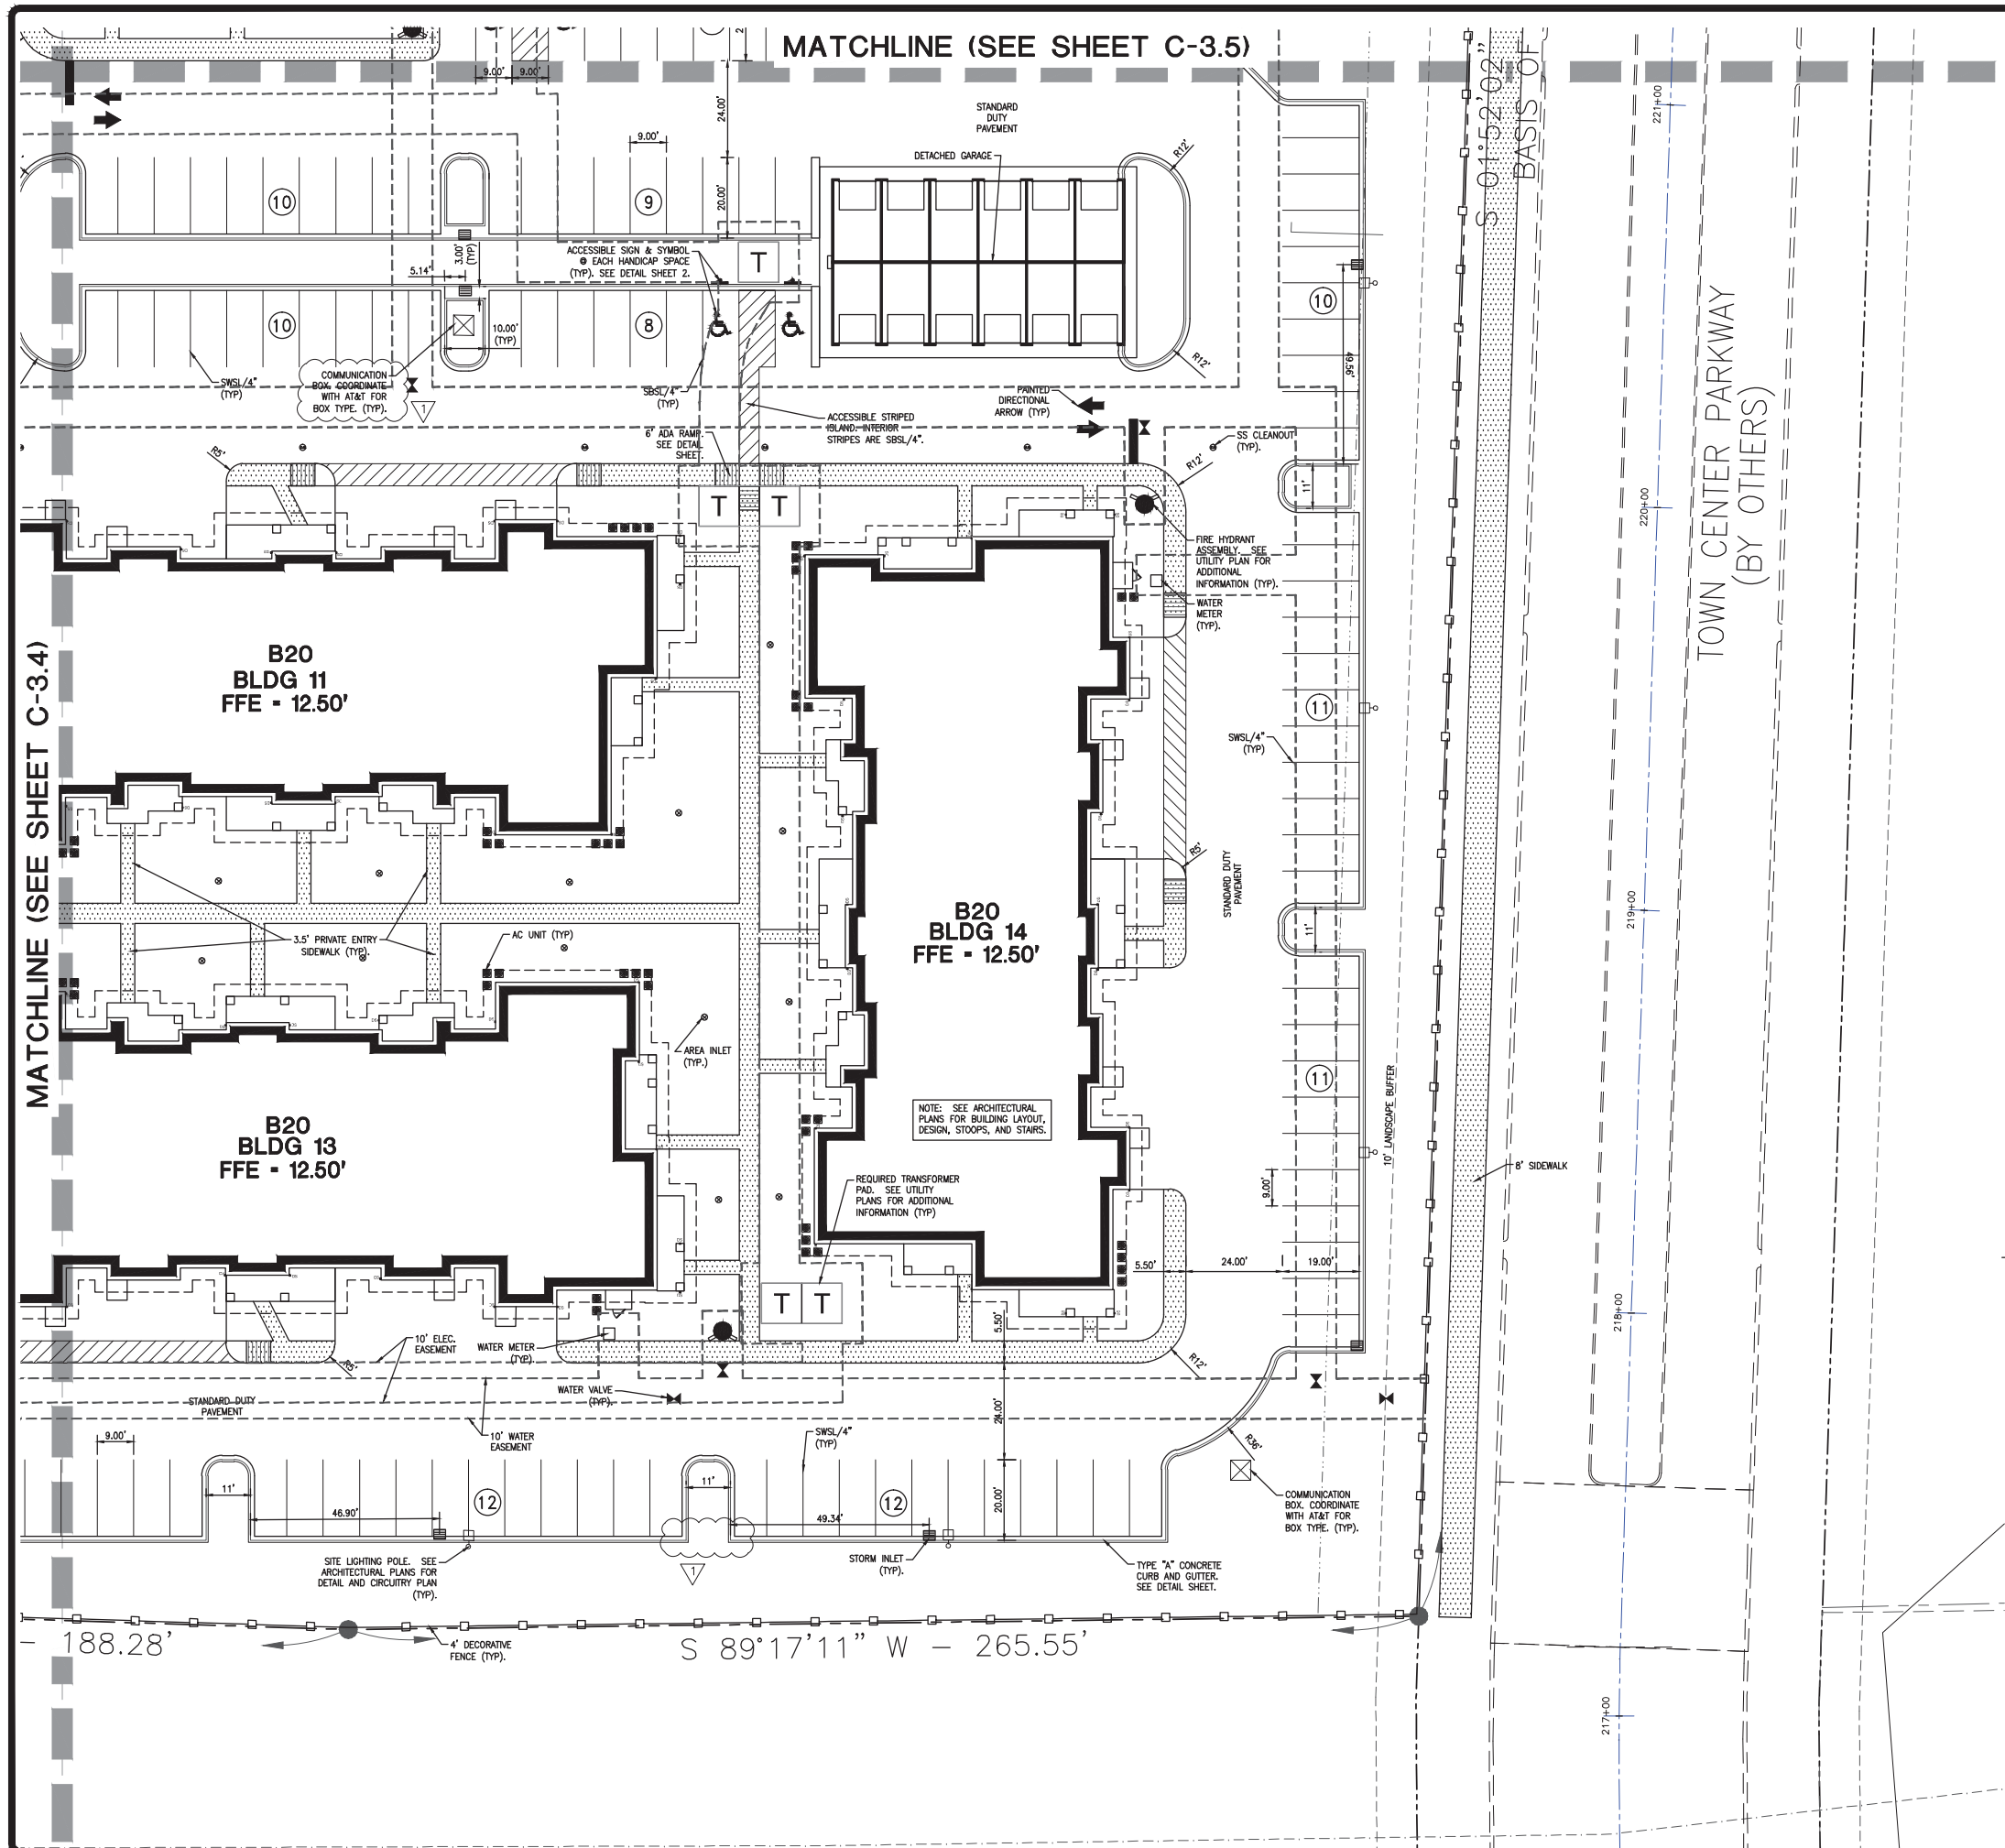 MATCHLINE (SEE SHEET C-3.5)
9.00'
9.00'
24.00'
STANDARD
DUTY
PAVEMENT
DETACHED GARAGE
9.00'
R12'
S 01°52'02"
BASIS OF
221+00
10
9
20.00'
ACCESSIBLE SIGN & SYMBOL
@ EACH HANDICAP SPACE
(TYP). SEE DETAIL SHEET 2.
T
3.00'
(TYP)
5.14'
10
8
10.00'
(TYP)
10
49.56'
R12'
SWSL/4"
(TYP)
COMMUNICATION
BOX. COORDINATE
WITH AT&T FOR
BOX TYPE. (TYP).
1
SBSL/4"
(TYP)
PAINTED
DIRECTIONAL
ARROW (TYP)
ACCESSIBLE STRIPED
ISLAND. INTERIOR
STRIPES ARE SBSL/4".
6' ADA RAMP.
SEE DETAIL
SHEET.
SS CLEANOUT
(TYP).
R5'
R12'
11'
T T
TOWN CENTER PARKWAY
(BY OTHERS)
220+00
FIRE HYDRANT
ASSEMBLY. SEE
UTILITY PLAN FOR
ADDITIONAL
INFORMATION (TYP).
WATER
METER
(TYP).
MATCHLINE (SEE SHEET C-3.4)
B20
BLDG 11
FFE = 12.50'
11
SWSL/4"
(TYP)
R5'
STANDARD DUTY
PAVEMENT
219+00
B20
BLDG 14
FFE = 12.50'
11'
3.5' PRIVATE ENTRY
SIDEWALK (TYP).
AC UNIT (TYP)
AREA INLET
(TYP.)
11
10' LANDSCAPE BUFFER
NOTE: SEE ARCHITECTURAL
PLANS FOR BUILDING LAYOUT,
DESIGN, STOOPS, AND STAIRS.
B20
BLDG 13
FFE = 12.50'
8' SIDEWALK
REQUIRED TRANSFORMER
PAD. SEE UTILITY
PLANS FOR ADDITIONAL
INFORMATION (TYP)
9.00'
5.50'
24.00'
19.00'
T T
5.50'
218+00
10' ELEC.
EASEMENT
WATER METER
(TYP).
R5'
R12'
STANDARD DUTY
PAVEMENT
WATER VALVE
(TYP).
24.00'
10' WATER
EASEMENT
9.00'
SWSL/4"
(TYP)
R36'
11'
12
11'
12
20.00'
46.90'
49.34'
COMMUNICATION
BOX. COORDINATE
WITH AT&T FOR
BOX TYPE. (TYP).
SITE LIGHTING POLE. SEE
ARCHITECTURAL PLANS FOR
DETAIL AND CIRCUITRY PLAN
(TYP).
1
STORM INLET
(TYP).
TYPE "A" CONCRETE
CURB AND GUTTER.
SEE DETAIL SHEET.
- 188.28'
4' DECORATIVE
FENCE (TYP).
S 89°17'11" W - 265.55'
217+00